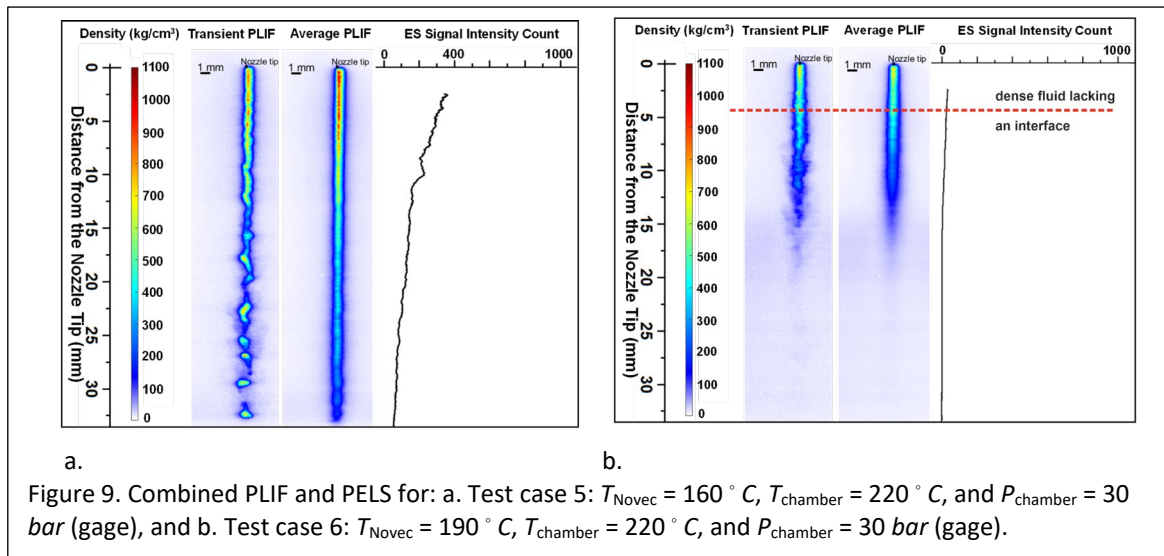 Density (kg/cm³) Transient PLIF Average PLIF ES Signal Intensity Count
0 400 1000
Distance from the Nozzle Tip (mm)
0
5
10
15
20
25
30
1100
1000
900
800
700
600
500
400
300
200
100
0
1 mm Nozzle tip
1 mm Nozzle tip
Density (kg/cm³) Transient PLIF Average PLIF ES Signal Intensity Count
0 1000
Distance from the Nozzle Tip (mm)
0
5
10
15
20
25
30
1100
1000
900
800
700
600
500
400
300
200
100
0
1 mm Nozzle tip
1 mm Nozzle tip
dense fluid lacking
an interface
a. b.
Figure 9. Combined PLIF and PELS for: a. Test case 5: T_Novec = 160 ° C, T_chamber = 220 ° C, and P_chamber = 30
bar (gage), and b. Test case 6: T_Novec = 190 ° C, T_chamber = 220 ° C, and P_chamber = 30 bar (gage).